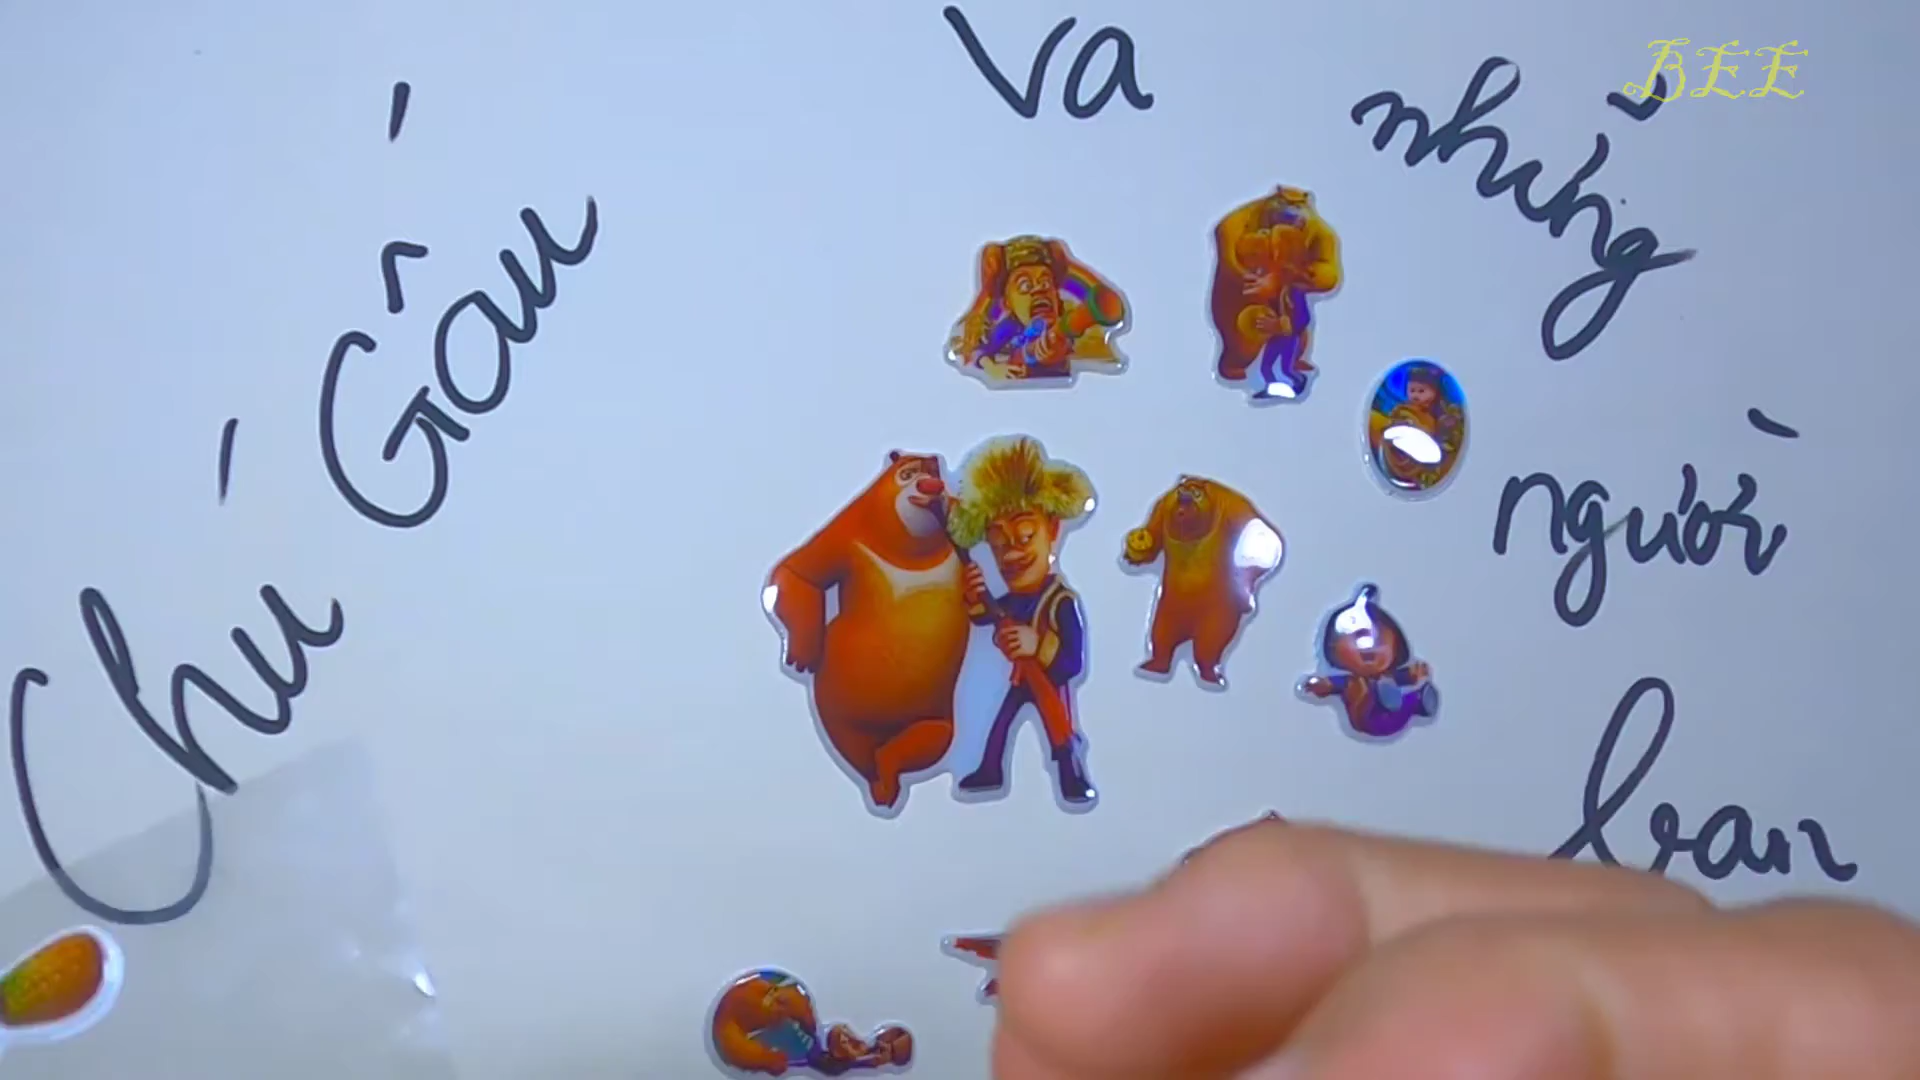 Chú Gấu
và
những
người
bạn
BEE